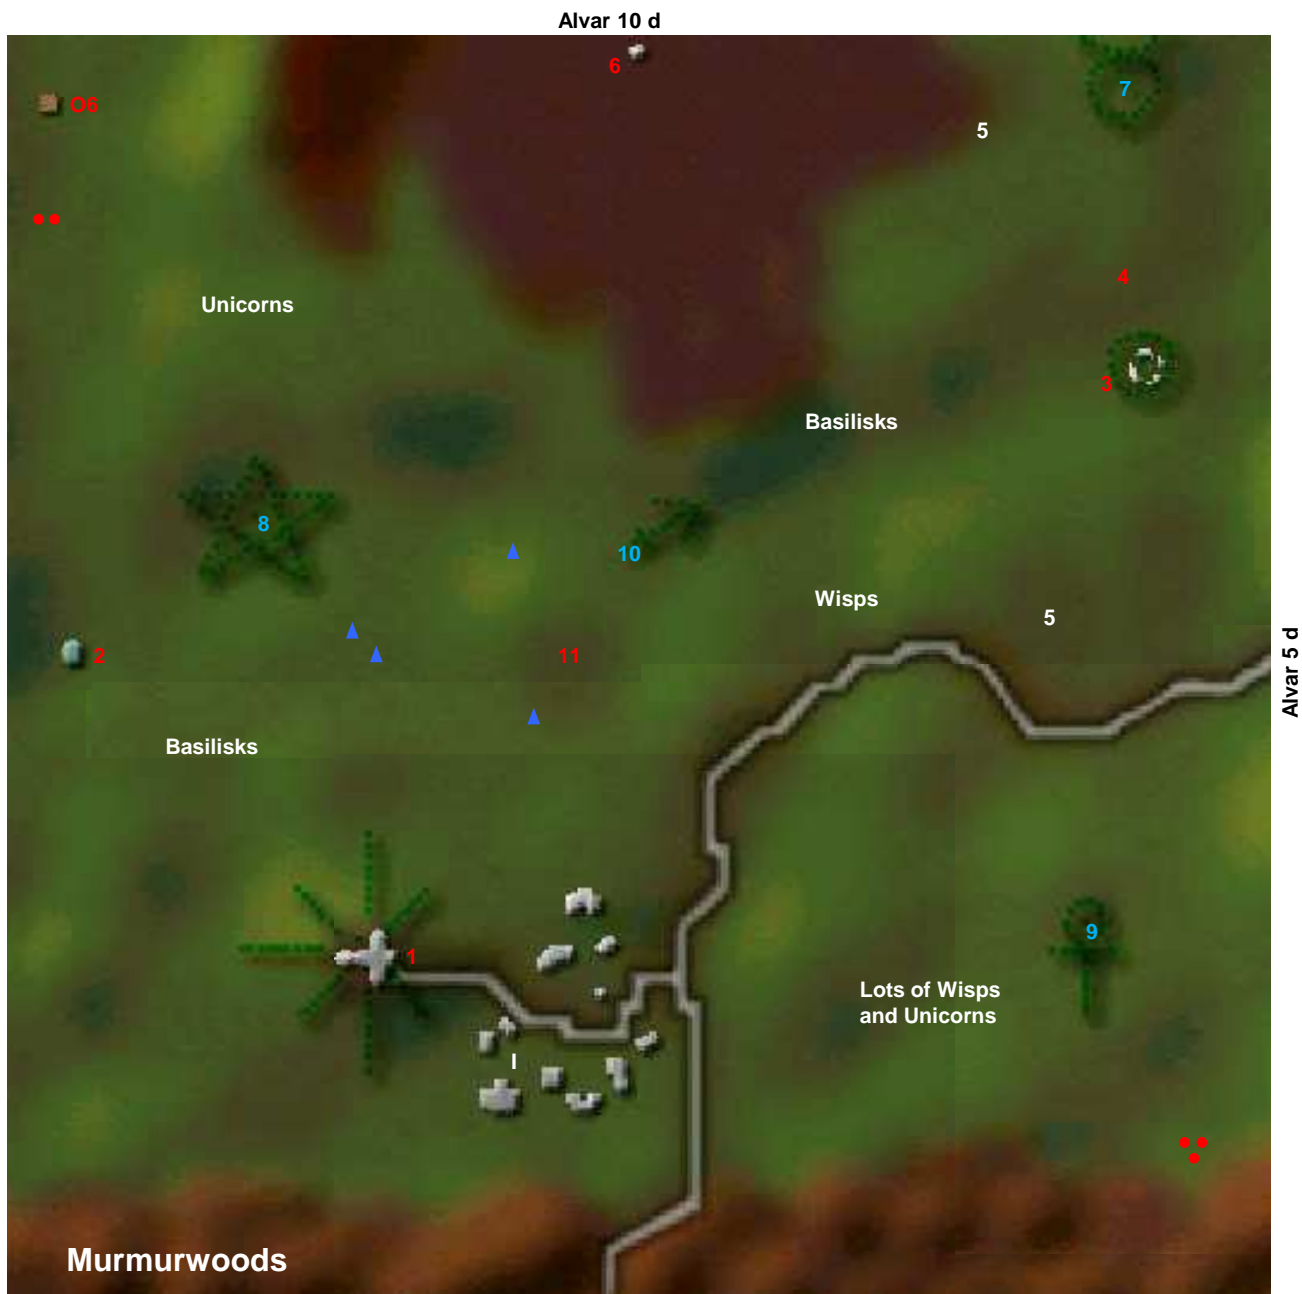 Alvar 10 d
6
7
O6
5
4
Unicorns
3
Basilisks
8
10
Wisps
5
2
11
Alvar 5 d
Basilisks
9
1
Lots of Wisps
and Unicorns
I
Murmurwoods